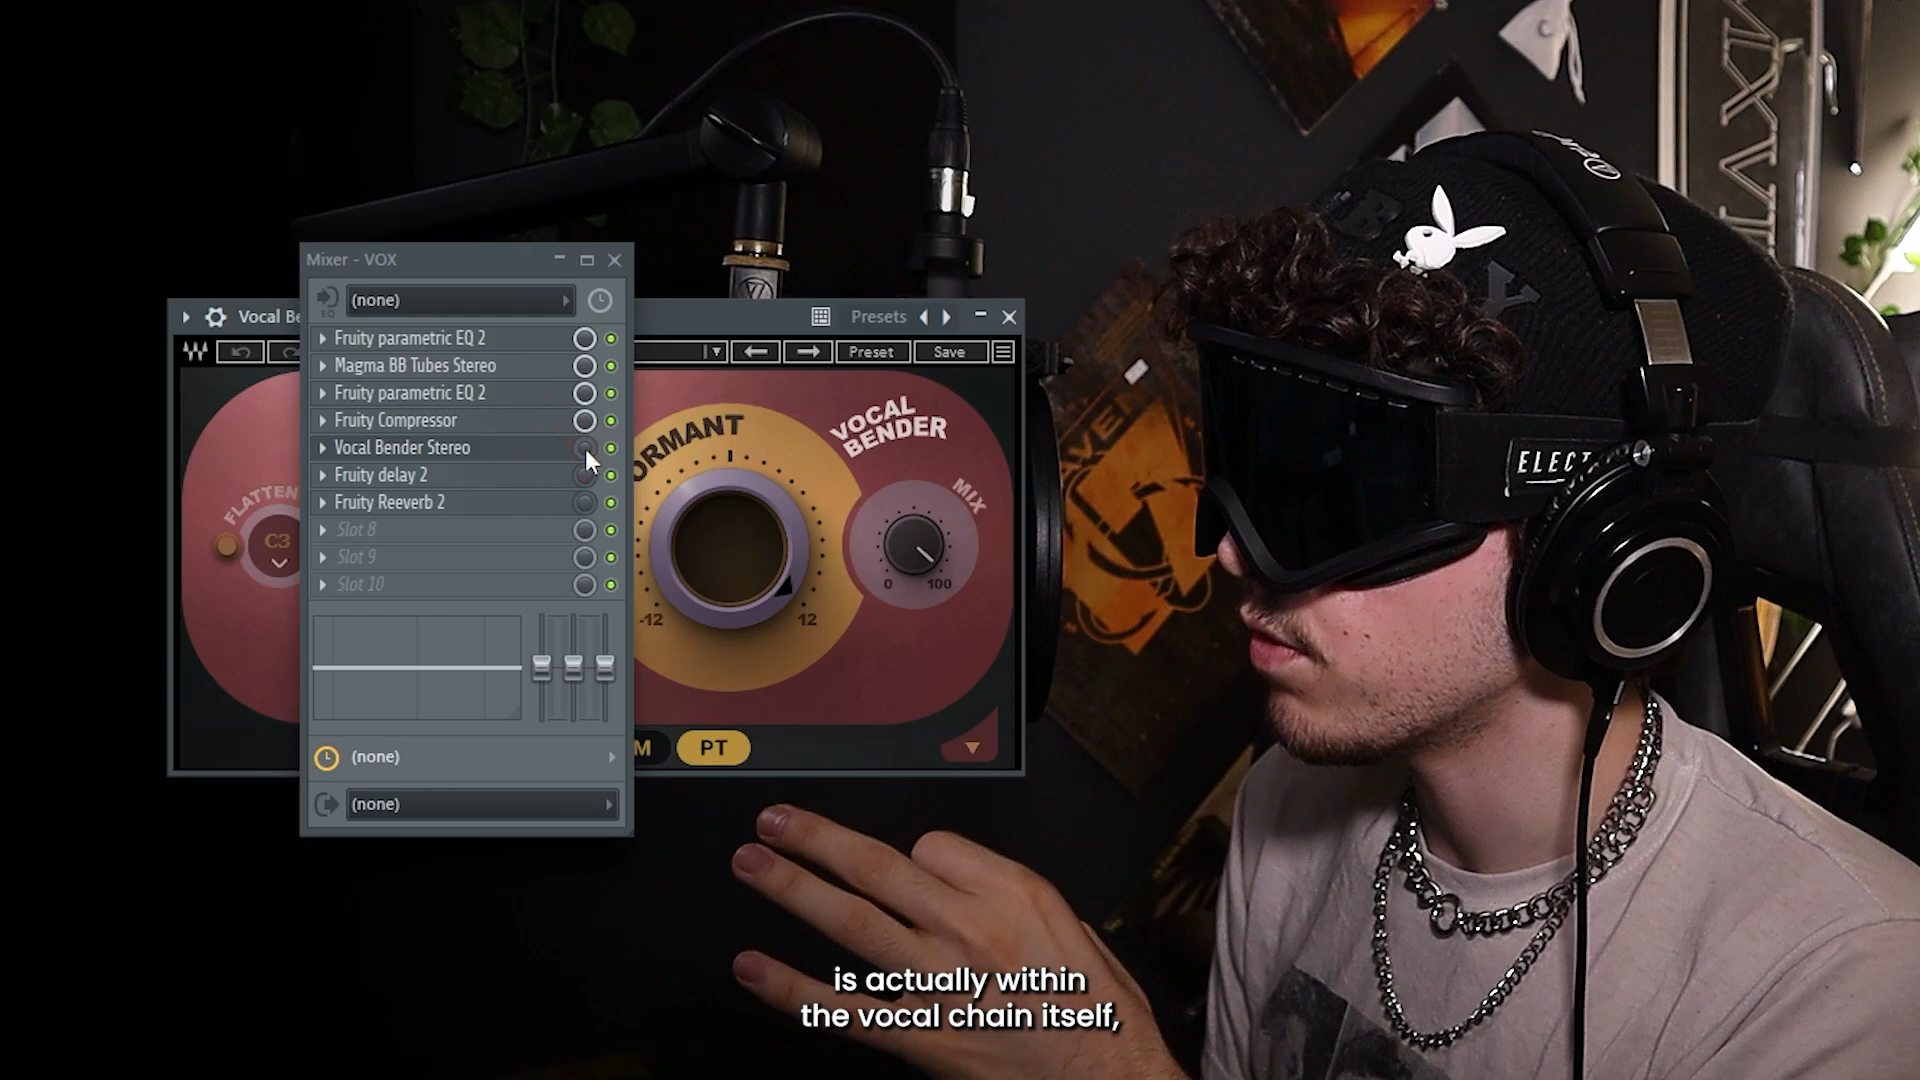 Mixer - VOX
(none)
EQ
Fruity parametric EQ 2
Magma BB Tubes Stereo
Fruity parametric EQ 2
Fruity Compressor
Vocal Bender Stereo
Fruity delay 2
Fruity Reeverb 2
Slot 8
Slot 9
Slot 10
(none)
(none)
Vocal Be
Presets
Preset
Save
FLATTEN
C3
ORMANT
-12
12
VOCAL
BENDER
MIX
0
100
M
PT
ELECT
is actually within
the vocal chain itself,